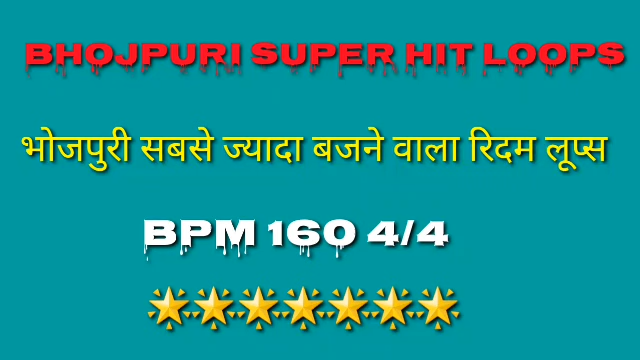 BHOJPURI SUPER HIT LOOPS
भोजपुरी सबसे ज्यादा बजने वाला रिदम लूप्स
BPM 160 4/4